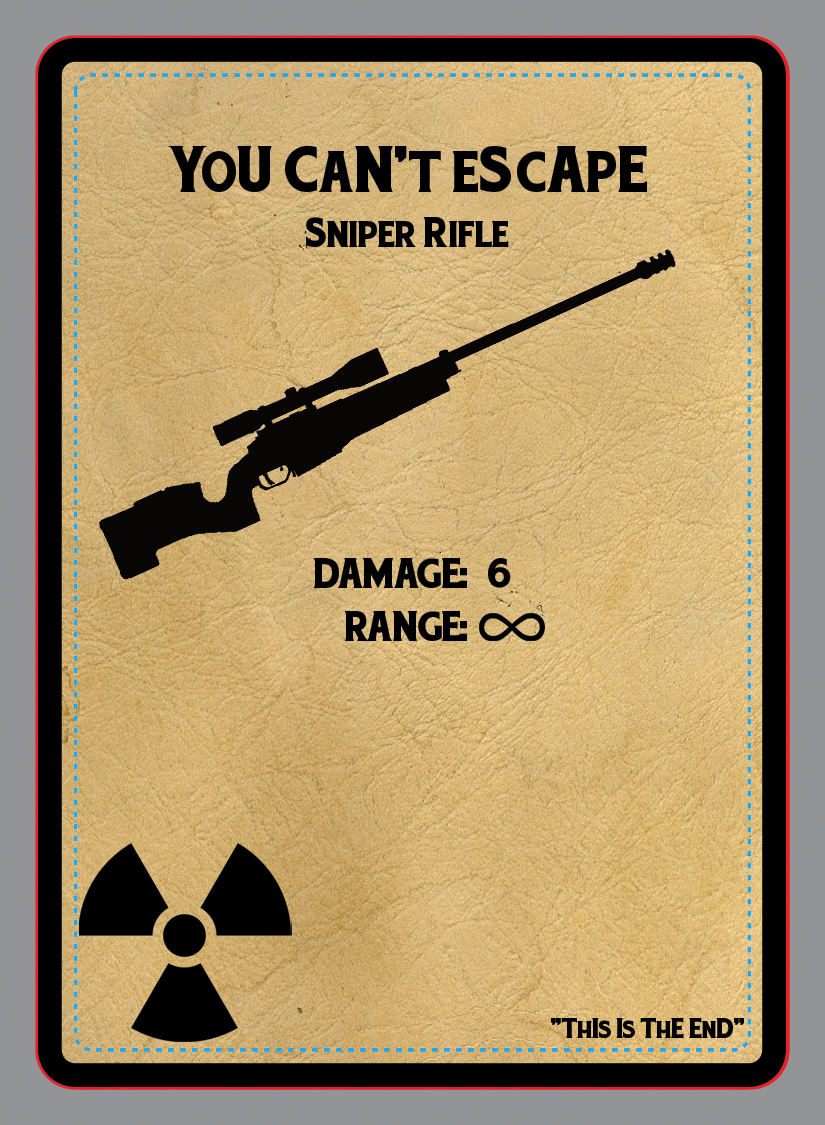 YOU CAN'T ESCAPE
SNIPER RIFLE
DAMAGE: 6
RANGE: ∞
"THIS IS THE END"